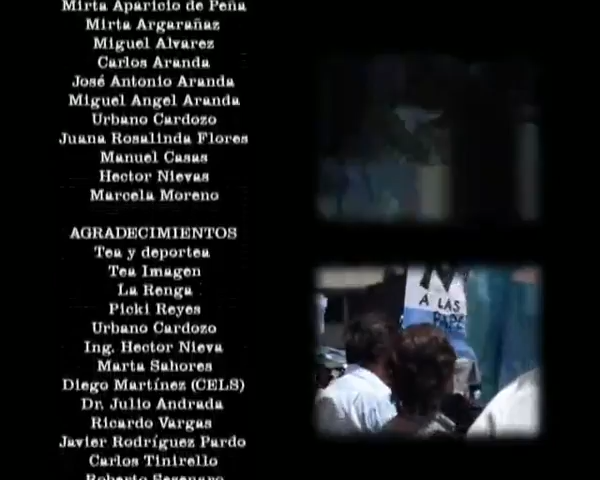 Mirta Aparicio de Peña
Mirta Argarañaz
Miguel Alvarez
Carlos Aranda
José Antonio Aranda
Miguel Angel Aranda
Urbano Cardozo
Juana Rosalinda Flores
Manuel Casas
Hector Nievas
Marcela Moreno
AGRADECIMIENTOS
Tea y deportea
Tea Imagen
La Renga
Picki Reyes
Urbano Cardozo
Ing. Hector Nieva
Marta Sahores
Diego Martínez (CELS)
Dr. Julio Andrada
Ricardo Vargas
Javier Rodríguez Pardo
Carlos Tinirello
A LAS